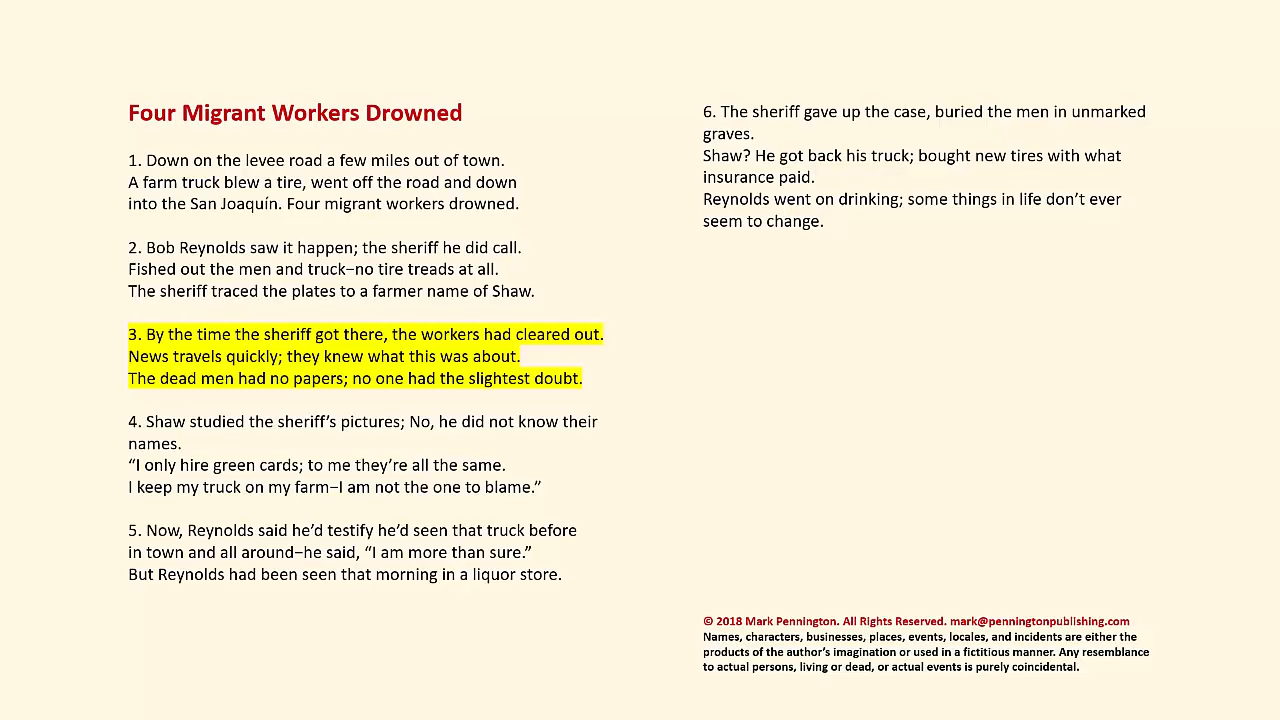 Four Migrant Workers Drowned
1. Down on the levee road a few miles out of town.
A farm truck blew a tire, went off the road and down
into the San Joaquín. Four migrant workers drowned.
2. Bob Reynolds saw it happen; the sheriff he did call.
Fished out the men and truck−no tire treads at all.
The sheriff traced the plates to a farmer name of Shaw.
3. By the time the sheriff got there, the workers had cleared out.
News travels quickly; they knew what this was about.
The dead men had no papers; no one had the slightest doubt.
4. Shaw studied the sheriff’s pictures; No, he did not know their
names.
“I only hire green cards; to me they’re all the same.
I keep my truck on my farm−I am not the one to blame.”
5. Now, Reynolds said he’d testify he’d seen that truck before
in town and all around−he said, “I am more than sure.”
But Reynolds had been seen that morning in a liquor store.
6. The sheriff gave up the case, buried the men in unmarked
graves.
Shaw? He got back his truck; bought new tires with what
insurance paid.
Reynolds went on drinking; some things in life don’t ever
seem to change.
© 2018 Mark Pennington. All Rights Reserved. mark@penningtonpublishing.com
Names, characters, businesses, places, events, locales, and incidents are either the
products of the author’s imagination or used in a fictitious manner. Any resemblance
to actual persons, living or dead, or actual events is purely coincidental.